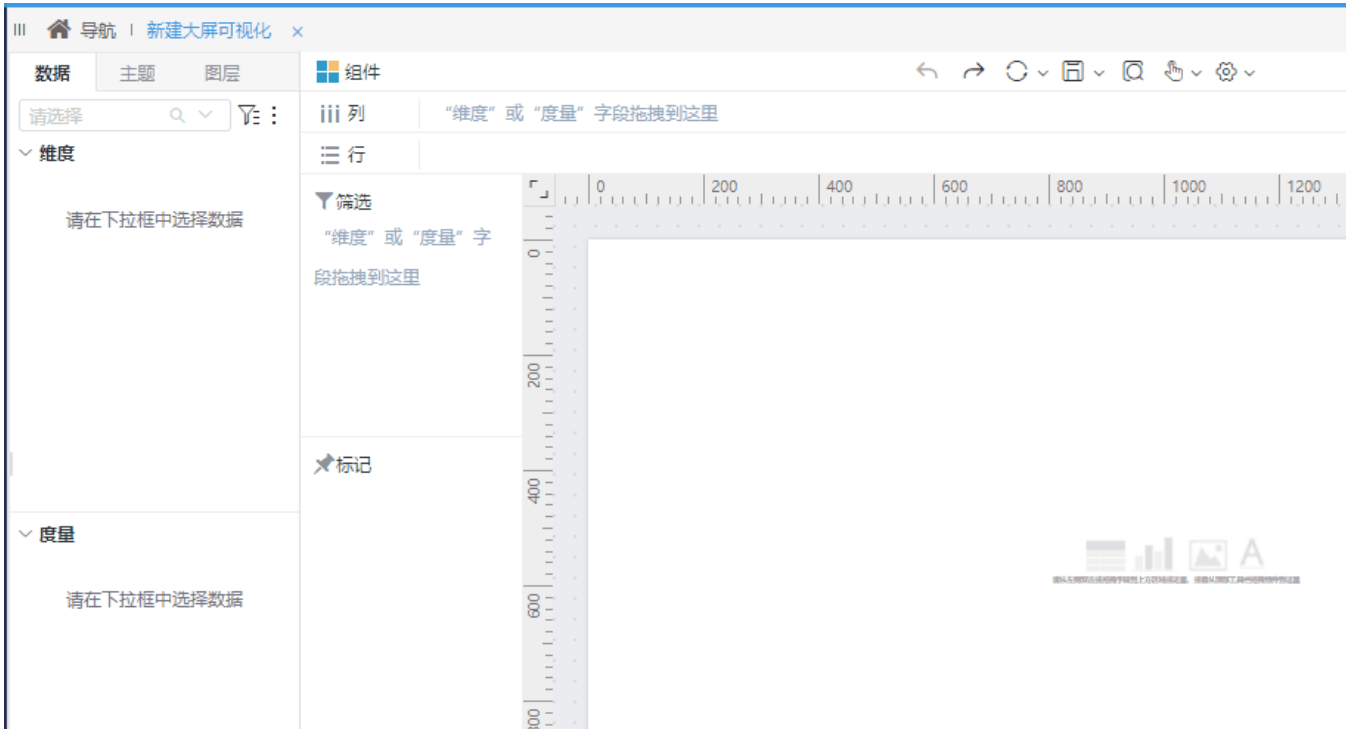 导航 新建大屏可视化 ×
数据 主题 图层
组件
请选择
列 “维度” 或 “度量” 字段拖拽到这里
维度
行
0 200 400 600 800 1000 1200
筛选
“维度” 或 “度量” 字
段拖拽到这里
请在下拉框中选择数据
0
200
400
600
标记
度量
请在下拉框中选择数据
A